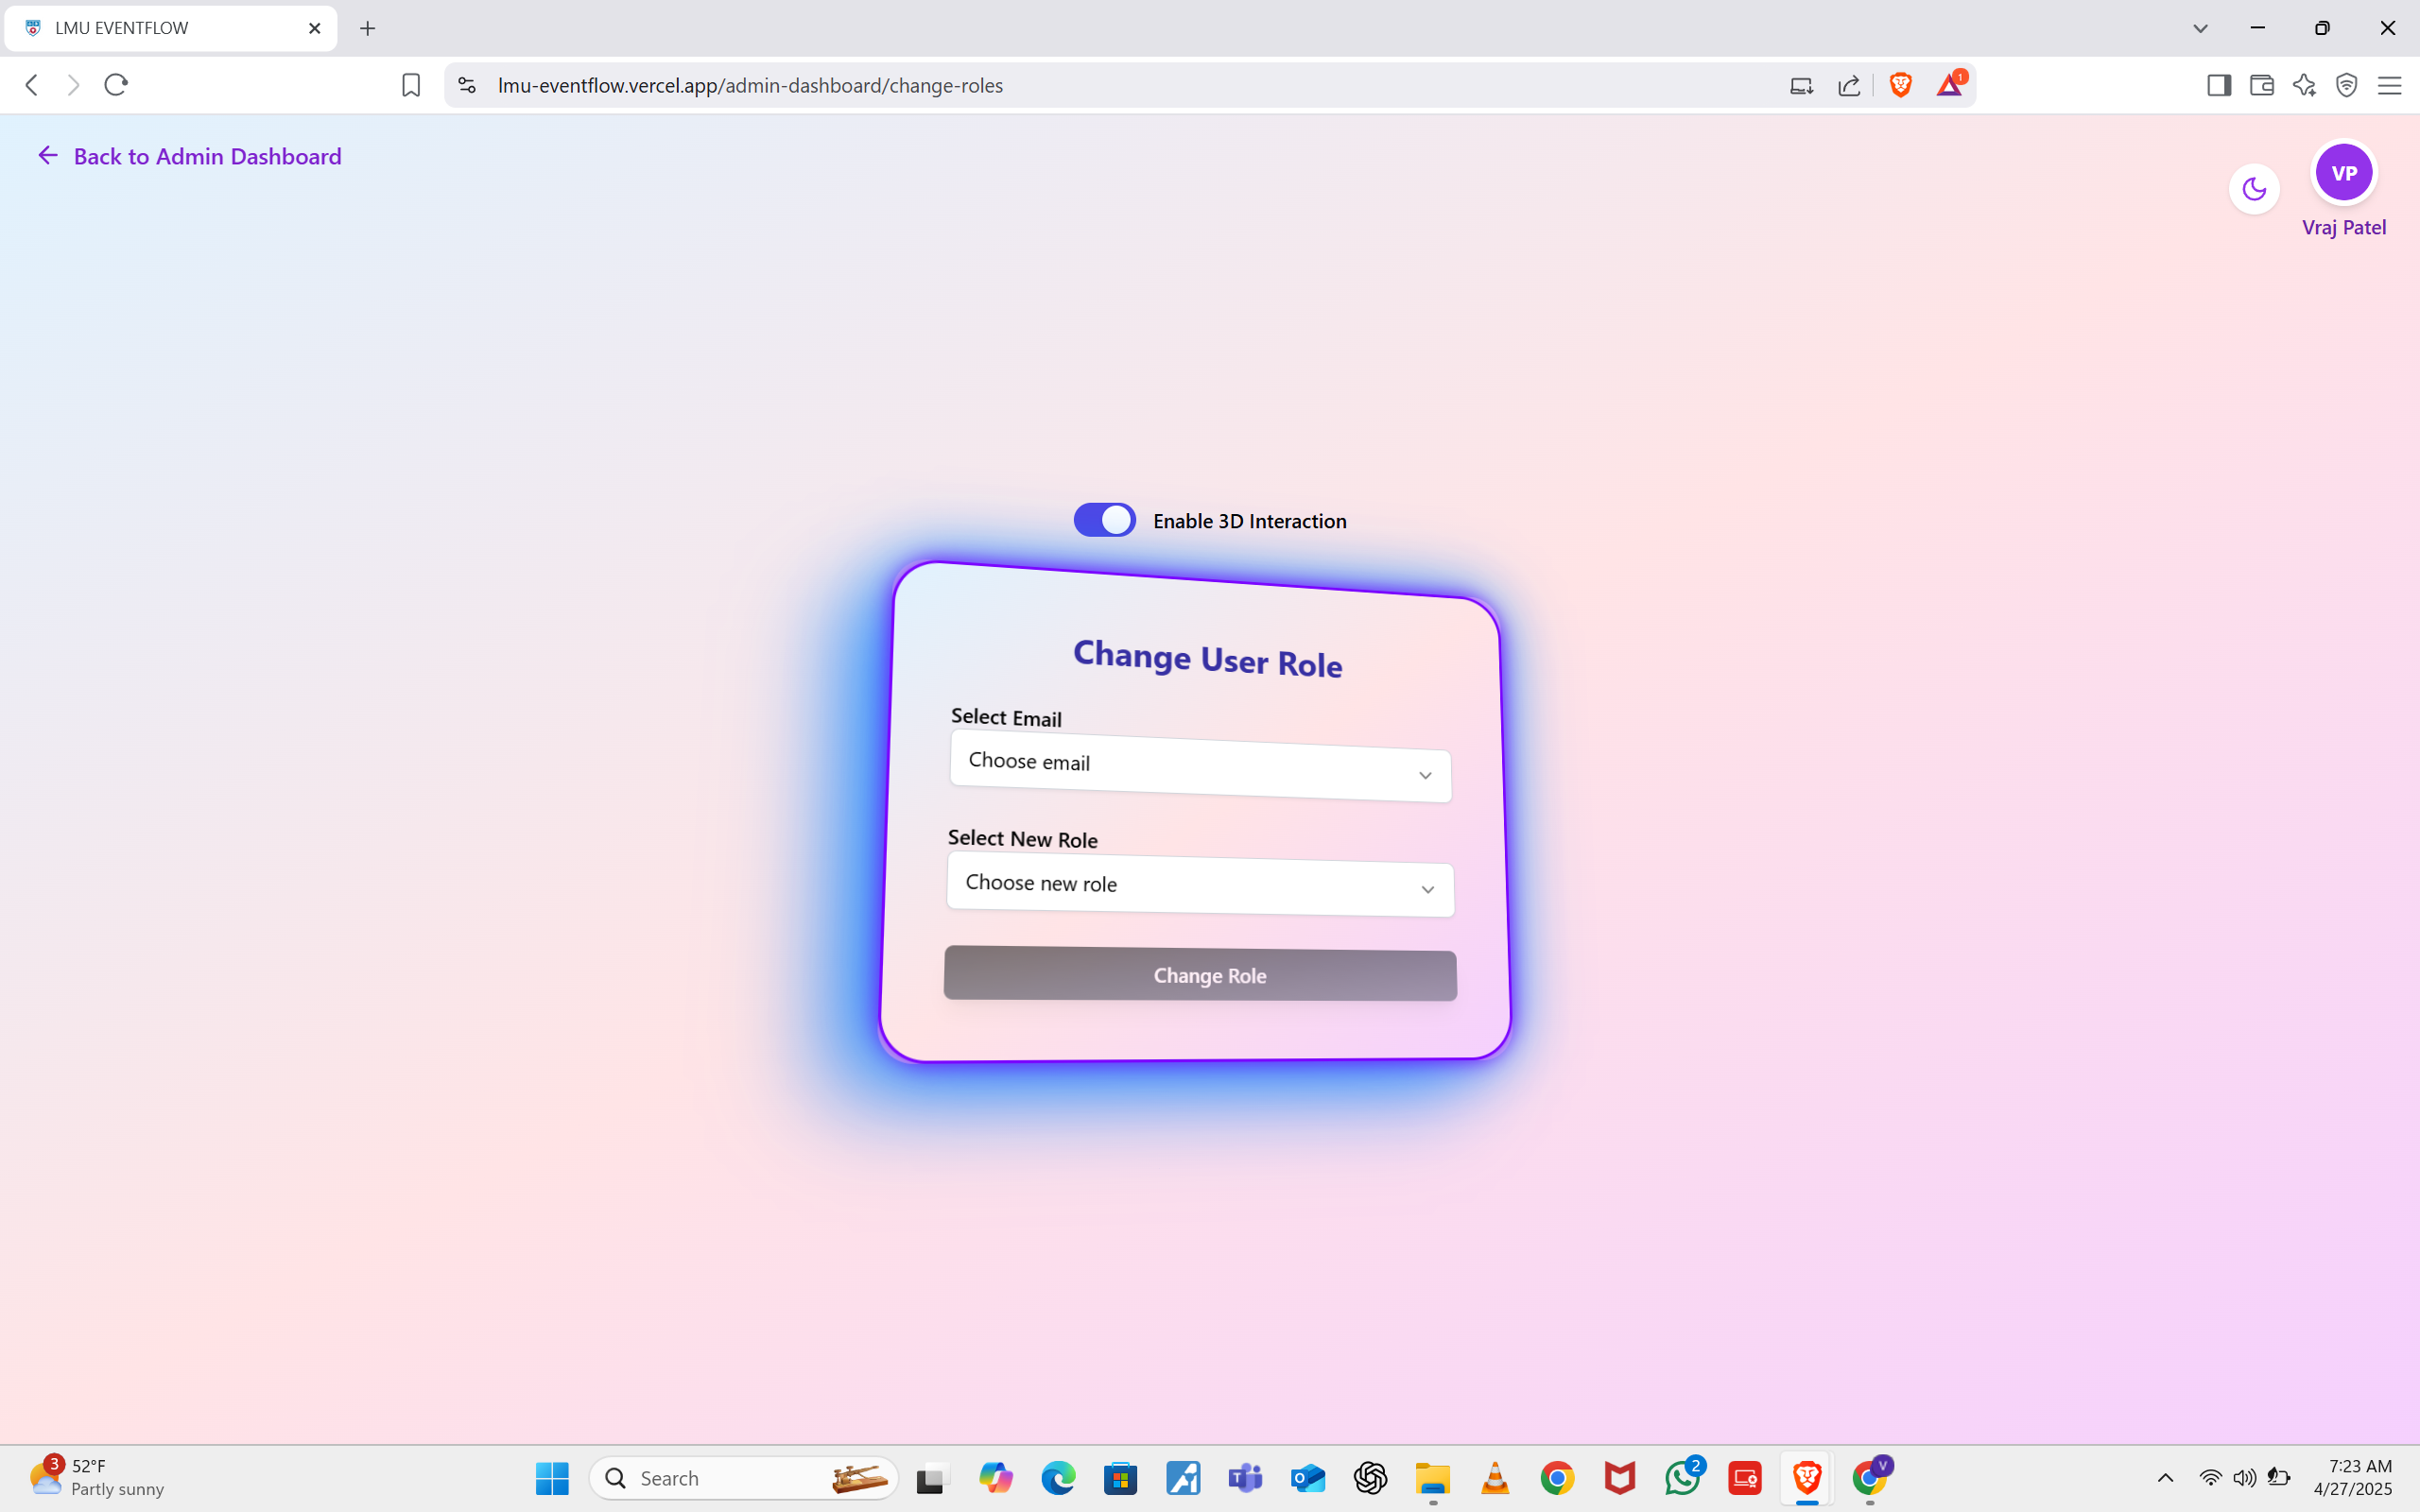 LMU EVENTFLOW
lmu-eventflow.vercel.app/admin-dashboard/change-roles
1
Back to Admin Dashboard
VP
Vraj Patel
Enable 3D Interaction
Change User Role
Select Email
Choose email
Select New Role
Choose new role
Change Role
3
52°F
Partly sunny
Search
2
V
7:23 AM
4/27/2025